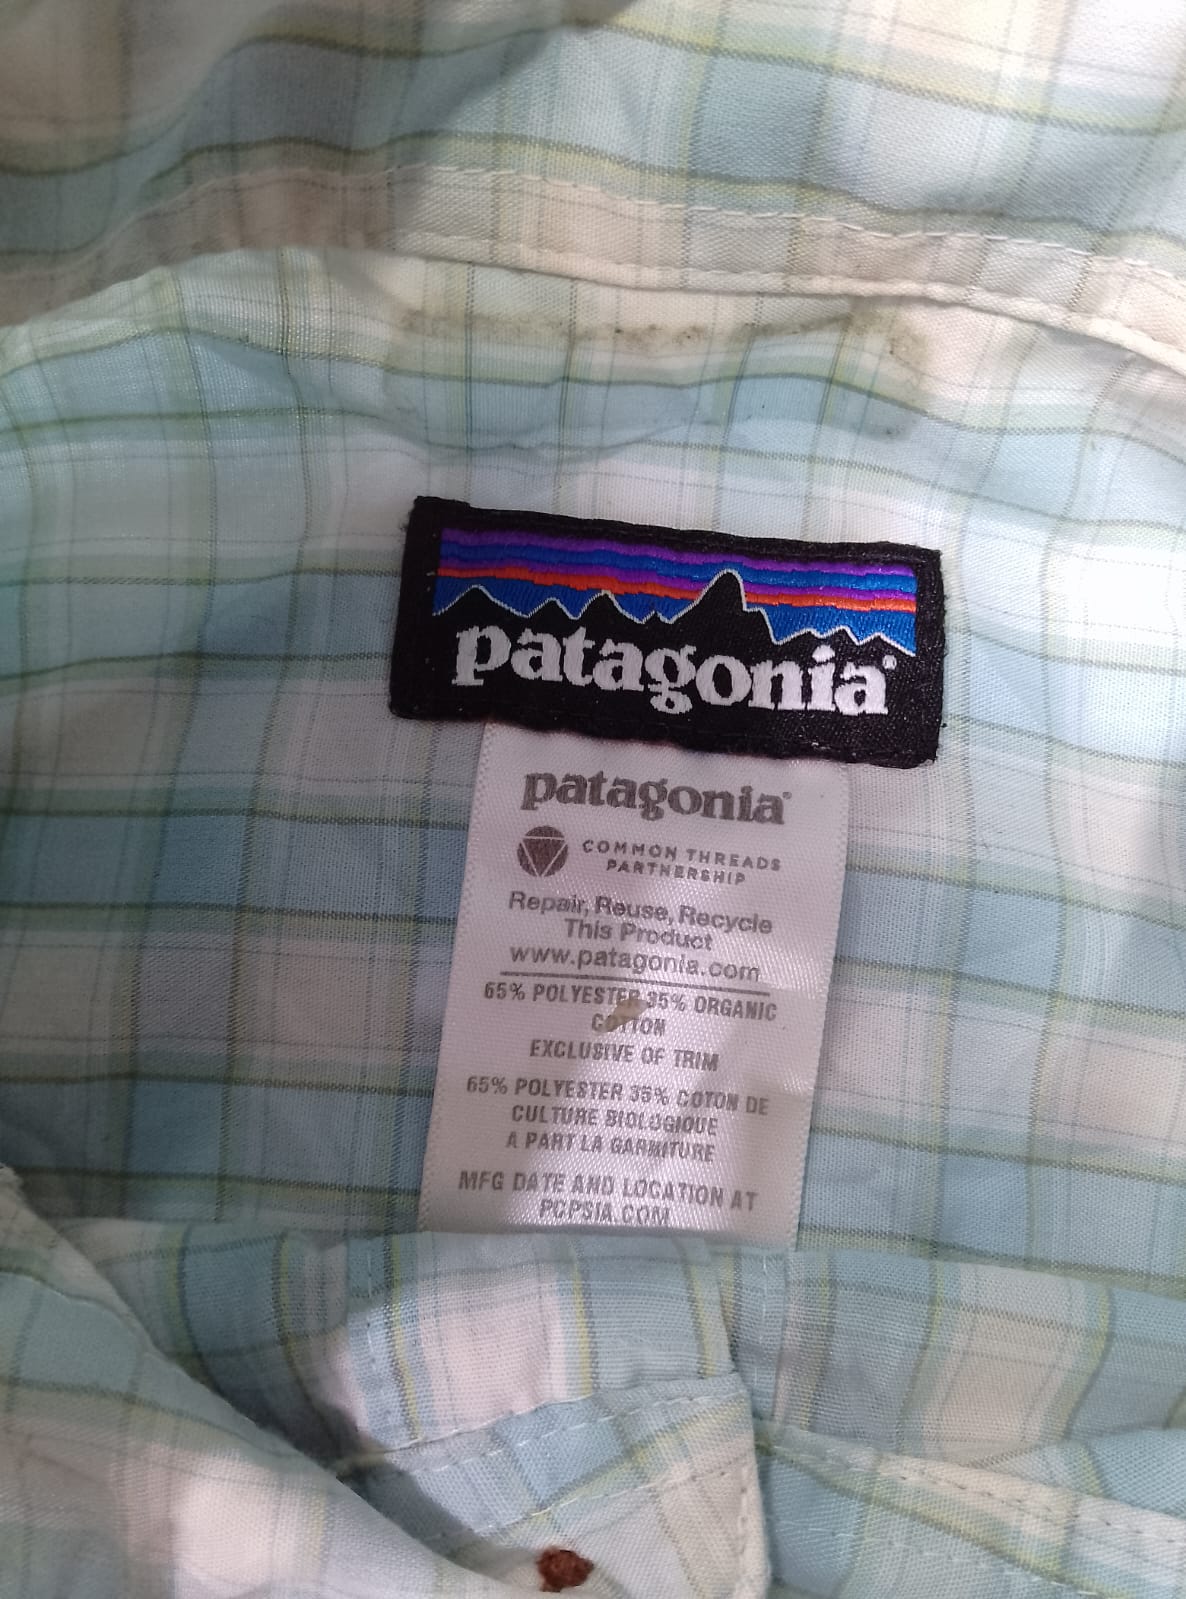 patagonia®
patagonia®
COMMON THREADS
PARTNERSHIP
Repair, Reuse, Recycle
This Product
www.patagonia.com
65% POLYESTER 35% ORGANIC
COTTON
EXCLUSIVE OF TRIM
65% POLYESTER 35% COTON DE
CULTURE BIOLOGIQUE
A PART LA GARNITURE
MFG DATE AND LOCATION AT
PCPSIA.COM